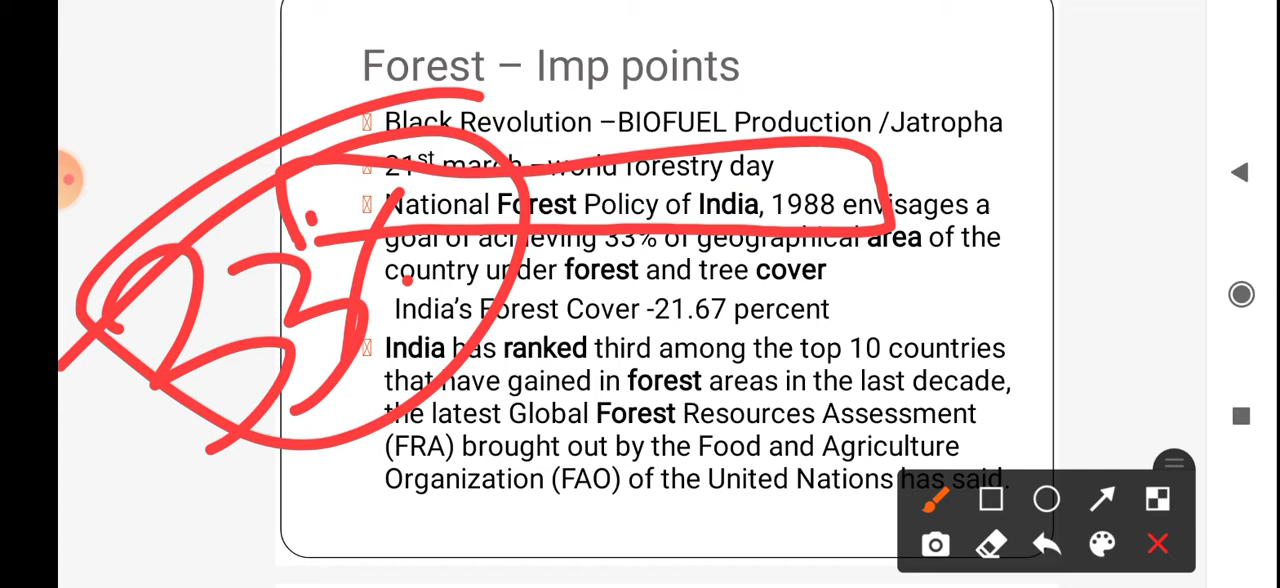 Forest – Imp points
Black Revolution –BIOFUEL Production /Jatropha
21st march –world forestry day
National Forest Policy of India, 1988 envisages a
goal of achieving 33% of geographical area of the
country under forest and tree cover
India's Forest Cover -21.67 percent
India has ranked third among the top 10 countries
that have gained in forest areas in the last decade,
the latest Global Forest Resources Assessment
(FRA) brought out by the Food and Agriculture
Organization (FAO) of the United Nations has said.